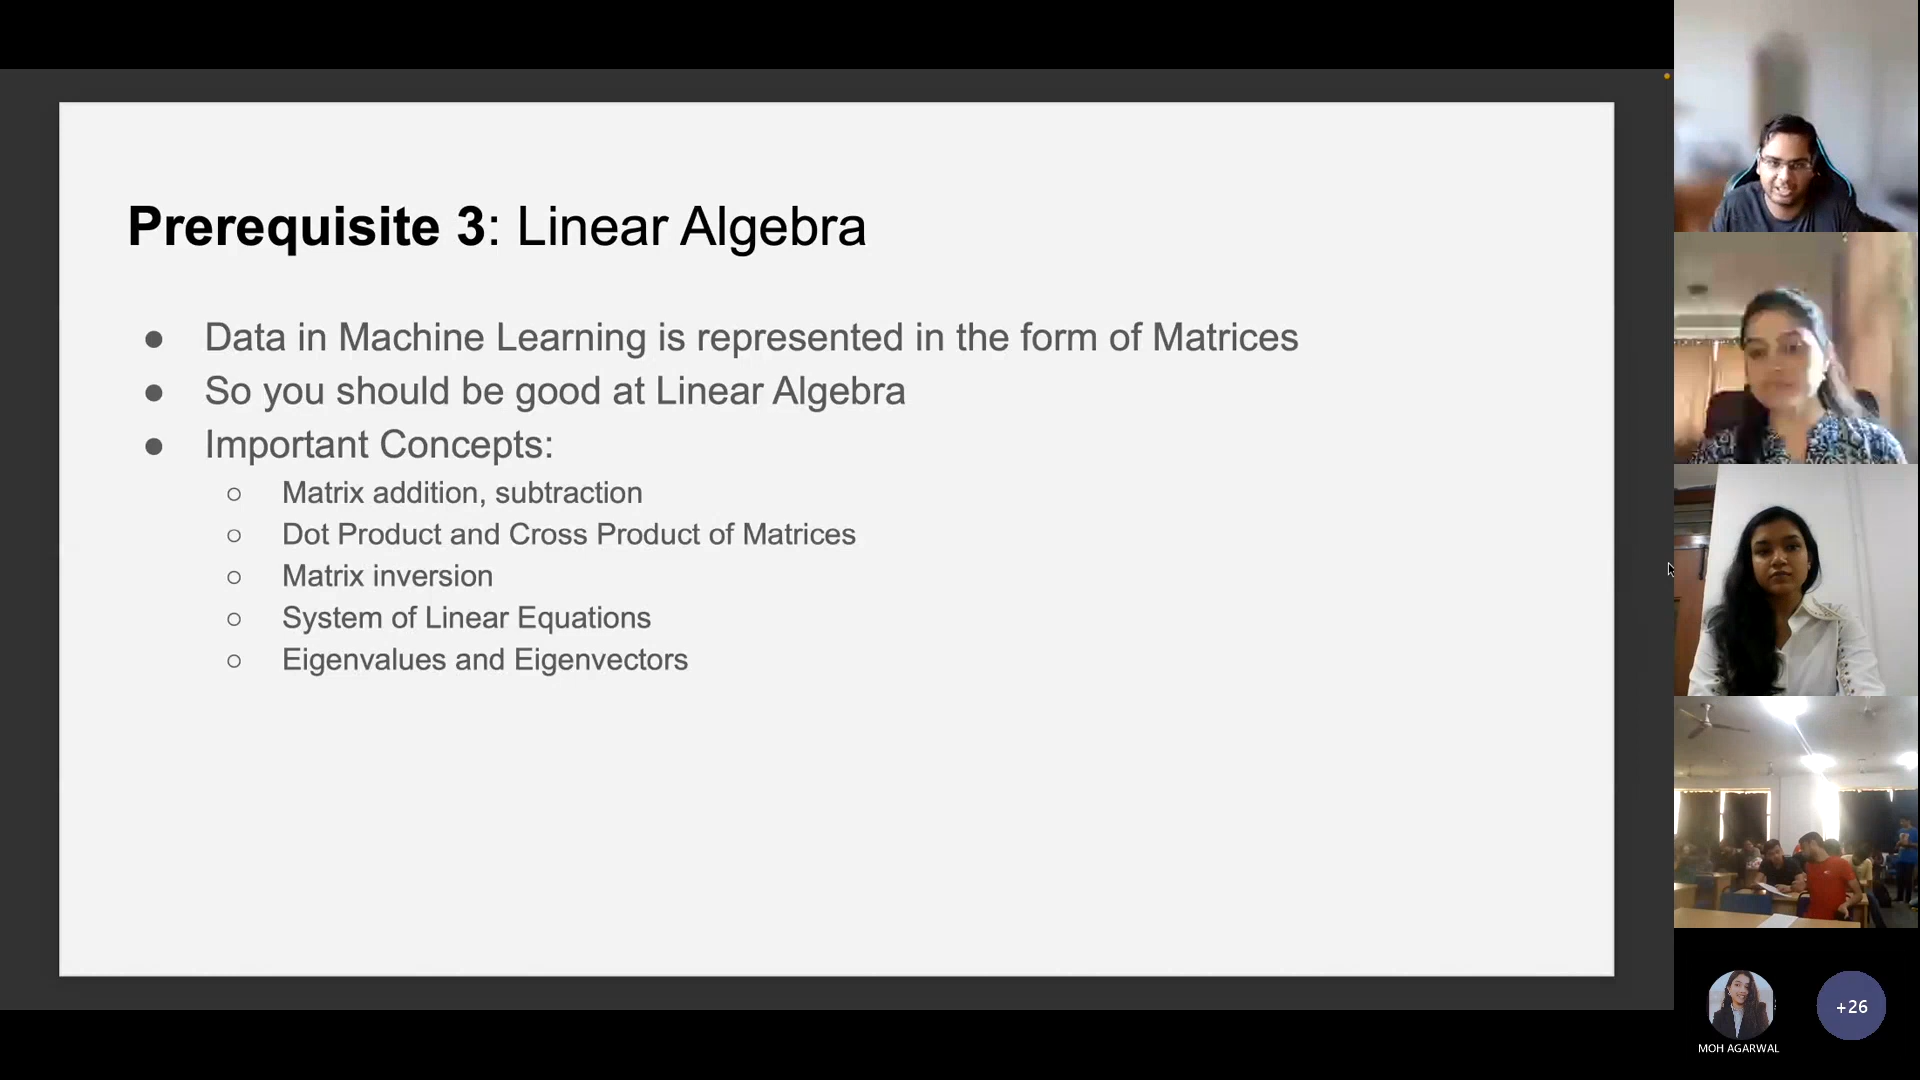 Prerequisite 3: Linear Algebra
● Data in Machine Learning is represented in the form of Matrices
● So you should be good at Linear Algebra
● Important Concepts:
○ Matrix addition, subtraction
○ Dot Product and Cross Product of Matrices
○ Matrix inversion
○ System of Linear Equations
○ Eigenvalues and Eigenvectors
MOH AGARWAL
+26